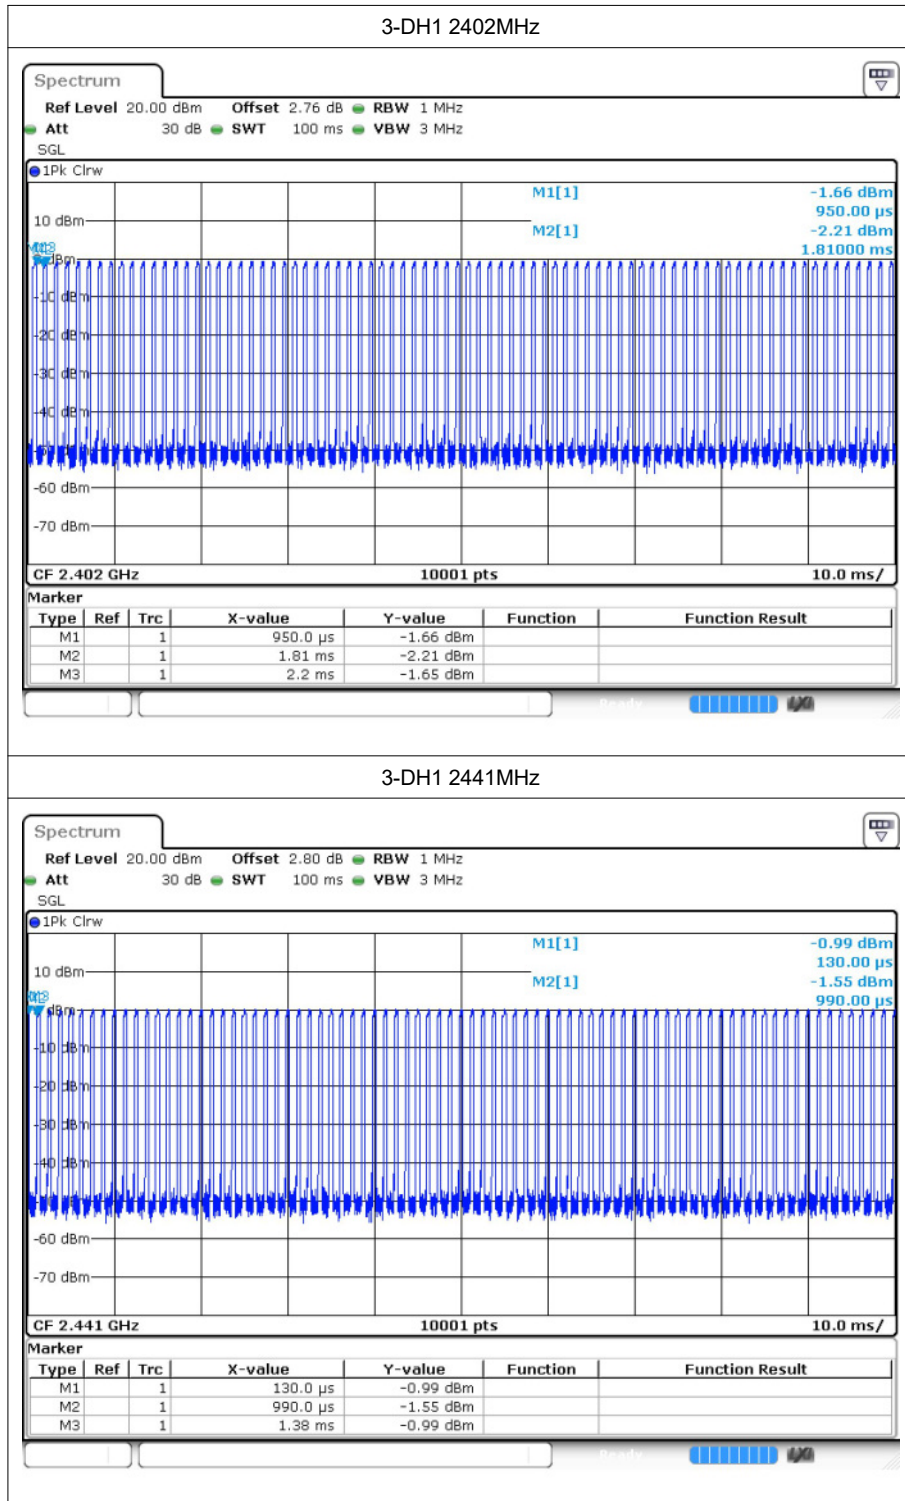 3-DH1 2402MHz
Spectrum
Ref Level 20.00 dBm Offset 2.76 dB RBW 1 MHz
Att 30 dB SWT 100 ms VBW 3 MHz
SGL
1Pk Clrw
M1[1] -1.66 dBm
950.00 µs
10 dBm
M2[1] -2.21 dBm
1.81000 ms
-10 dBm
-20 dBm
-30 dBm
-40 dBm
-60 dBm
-70 dBm
CF 2.402 GHz 10001 pts 10.0 ms/
Marker
Type Ref Trc X-value Y-value Function Function Result
M1 1 950.0 µs -1.66 dBm
M2 1 1.81 ms -2.21 dBm
M3 1 2.2 ms -1.65 dBm
Ready
3-DH1 2441MHz
Spectrum
Ref Level 20.00 dBm Offset 2.80 dB RBW 1 MHz
Att 30 dB SWT 100 ms VBW 3 MHz
SGL
1Pk Clrw
M1[1] -0.99 dBm
130.00 µs
10 dBm
M2[1] -1.55 dBm
990.00 µs
-10 dBm
-20 dBm
-30 dBm
-40 dBm
-60 dBm
-70 dBm
CF 2.441 GHz 10001 pts 10.0 ms/
Marker
Type Ref Trc X-value Y-value Function Function Result
M1 1 130.0 µs -0.99 dBm
M2 1 990.0 µs -1.55 dBm
M3 1 1.38 ms -0.99 dBm
Ready